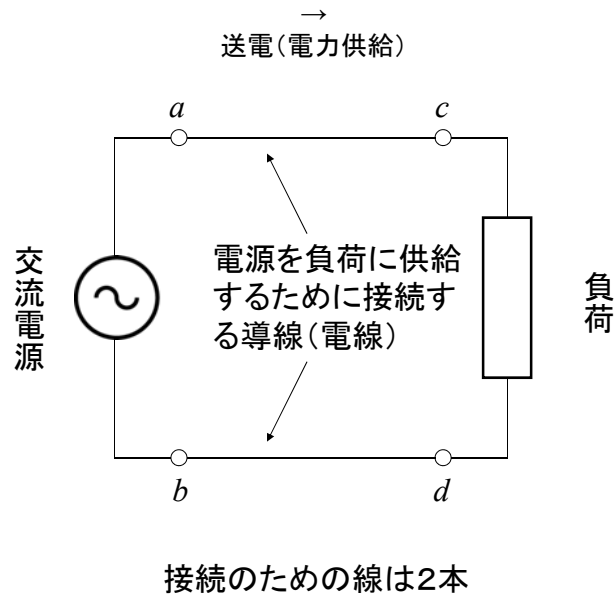 →
送電(電力供給)
a
c
交流電源
電源を負荷に供給
するために接続す
る導線(電線)
負荷
b
d
接続のための線は2本